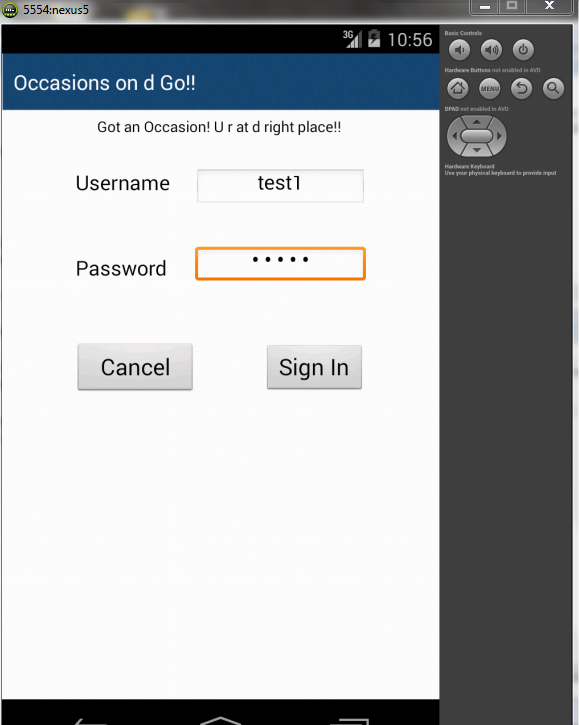 5554:nexus5
3G 10:56
Occasions on d Go!!
Got an Occasion! U r at d right place!!
Username test1
Password •••••
Cancel Sign In
Basic Controls
Hardware Buttons not enabled in AVD
MENU
DPAD not enabled in AVD
Hardware Keyboard
Use your physical keyboard to provide input